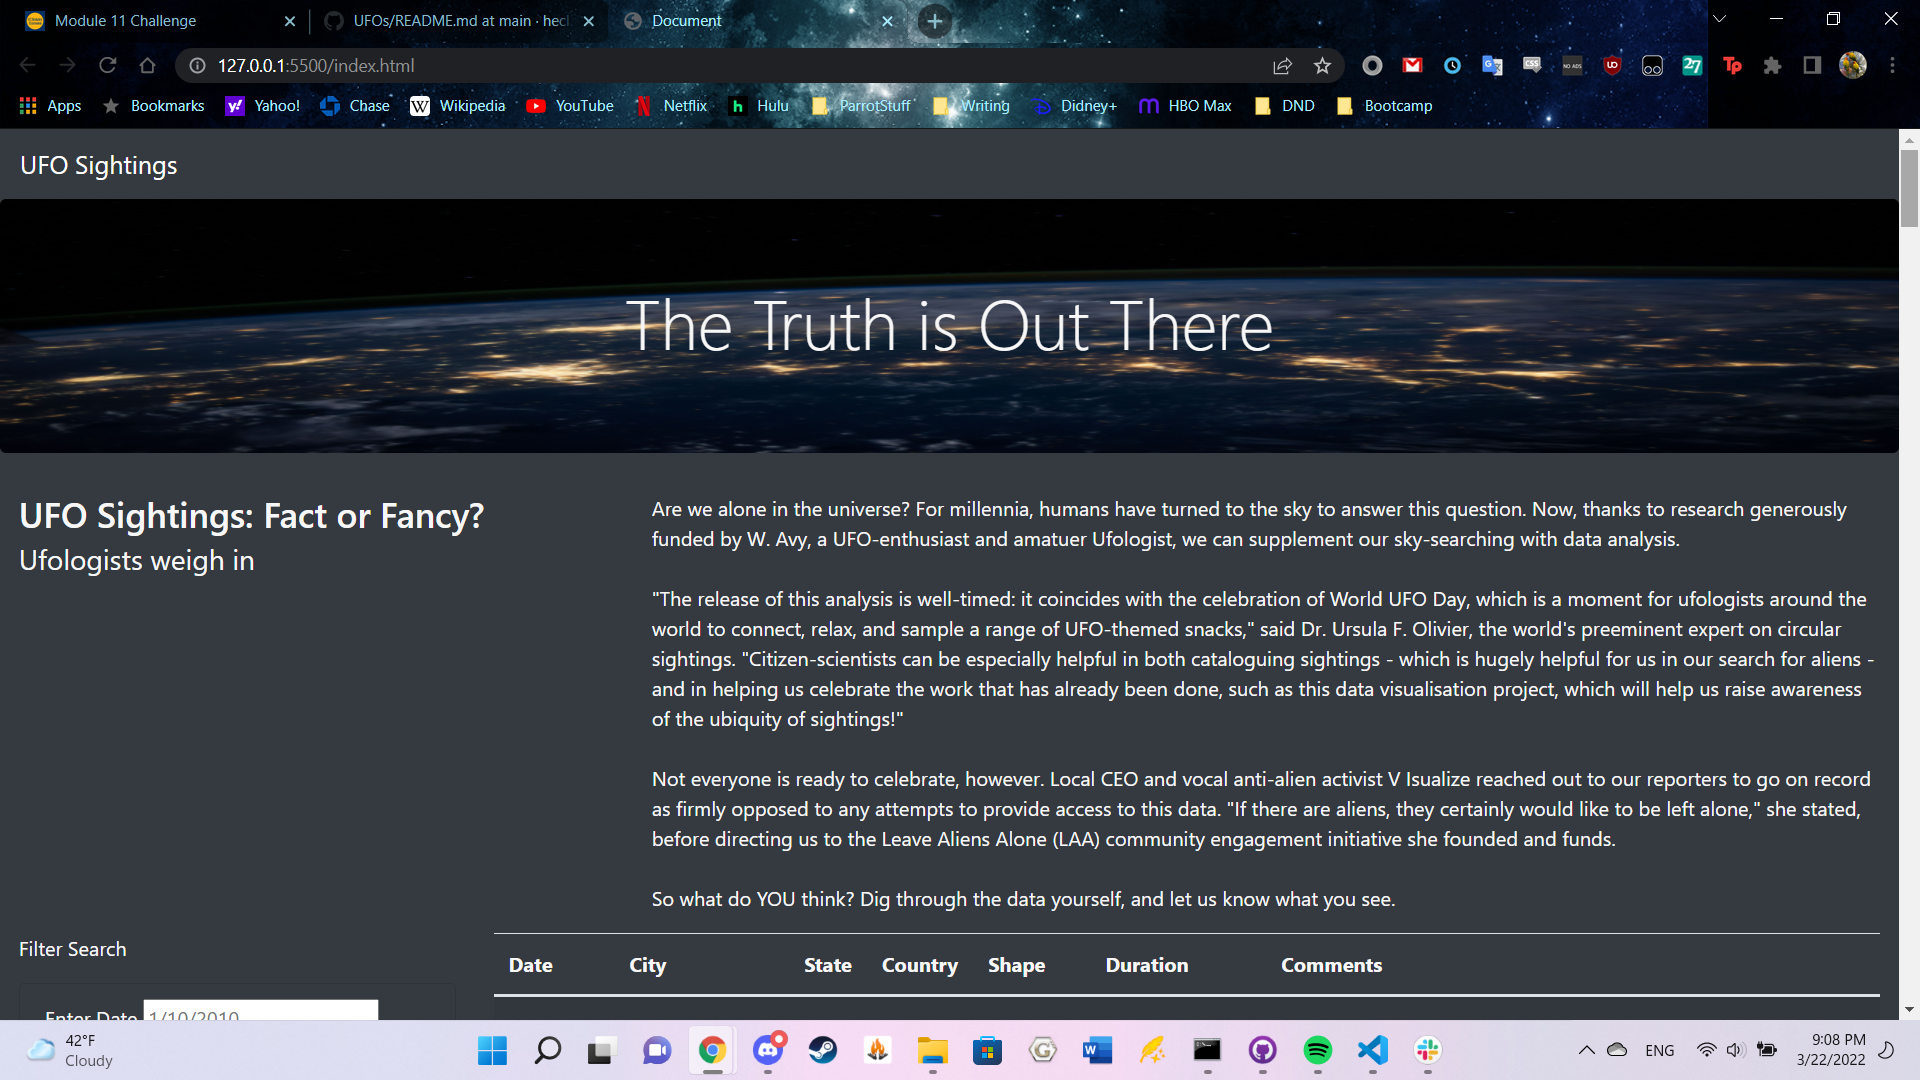 Module 11 Challenge
UFOs/README.md at main · hecl
Document
127.0.0.1:5500/index.html
Apps
Bookmarks
Yahoo!
Chase
Wikipedia
YouTube
Netflix
Hulu
ParrotStuff
Writing
Didney+
HBO Max
DND
Bootcamp
UFO Sightings
The Truth is Out There
UFO Sightings: Fact or Fancy?
Ufologists weigh in
Are we alone in the universe? For millennia, humans have turned to the sky to answer this question. Now, thanks to research generously
funded by W. Avy, a UFO-enthusiast and amatuer Ufologist, we can supplement our sky-searching with data analysis.
"The release of this analysis is well-timed: it coincides with the celebration of World UFO Day, which is a moment for ufologists around the
world to connect, relax, and sample a range of UFO-themed snacks," said Dr. Ursula F. Olivier, the world's preeminent expert on circular
sightings. "Citizen-scientists can be especially helpful in both cataloguing sightings - which is hugely helpful for us in our search for aliens -
and in helping us celebrate the work that has already been done, such as this data visualisation project, which will help us raise awareness
of the ubiquity of sightings!"
Not everyone is ready to celebrate, however. Local CEO and vocal anti-alien activist V Isualize reached out to our reporters to go on record
as firmly opposed to any attempts to provide access to this data. "If there are aliens, they certainly would like to be left alone," she stated,
before directing us to the Leave Aliens Alone (LAA) community engagement initiative she founded and funds.
So what do YOU think? Dig through the data yourself, and let us know what you see.
Filter Search
Date City State Country Shape Duration Comments
Enter Date 1/10/2010
42°F
Cloudy
ENG
9:08 PM
3/22/2022